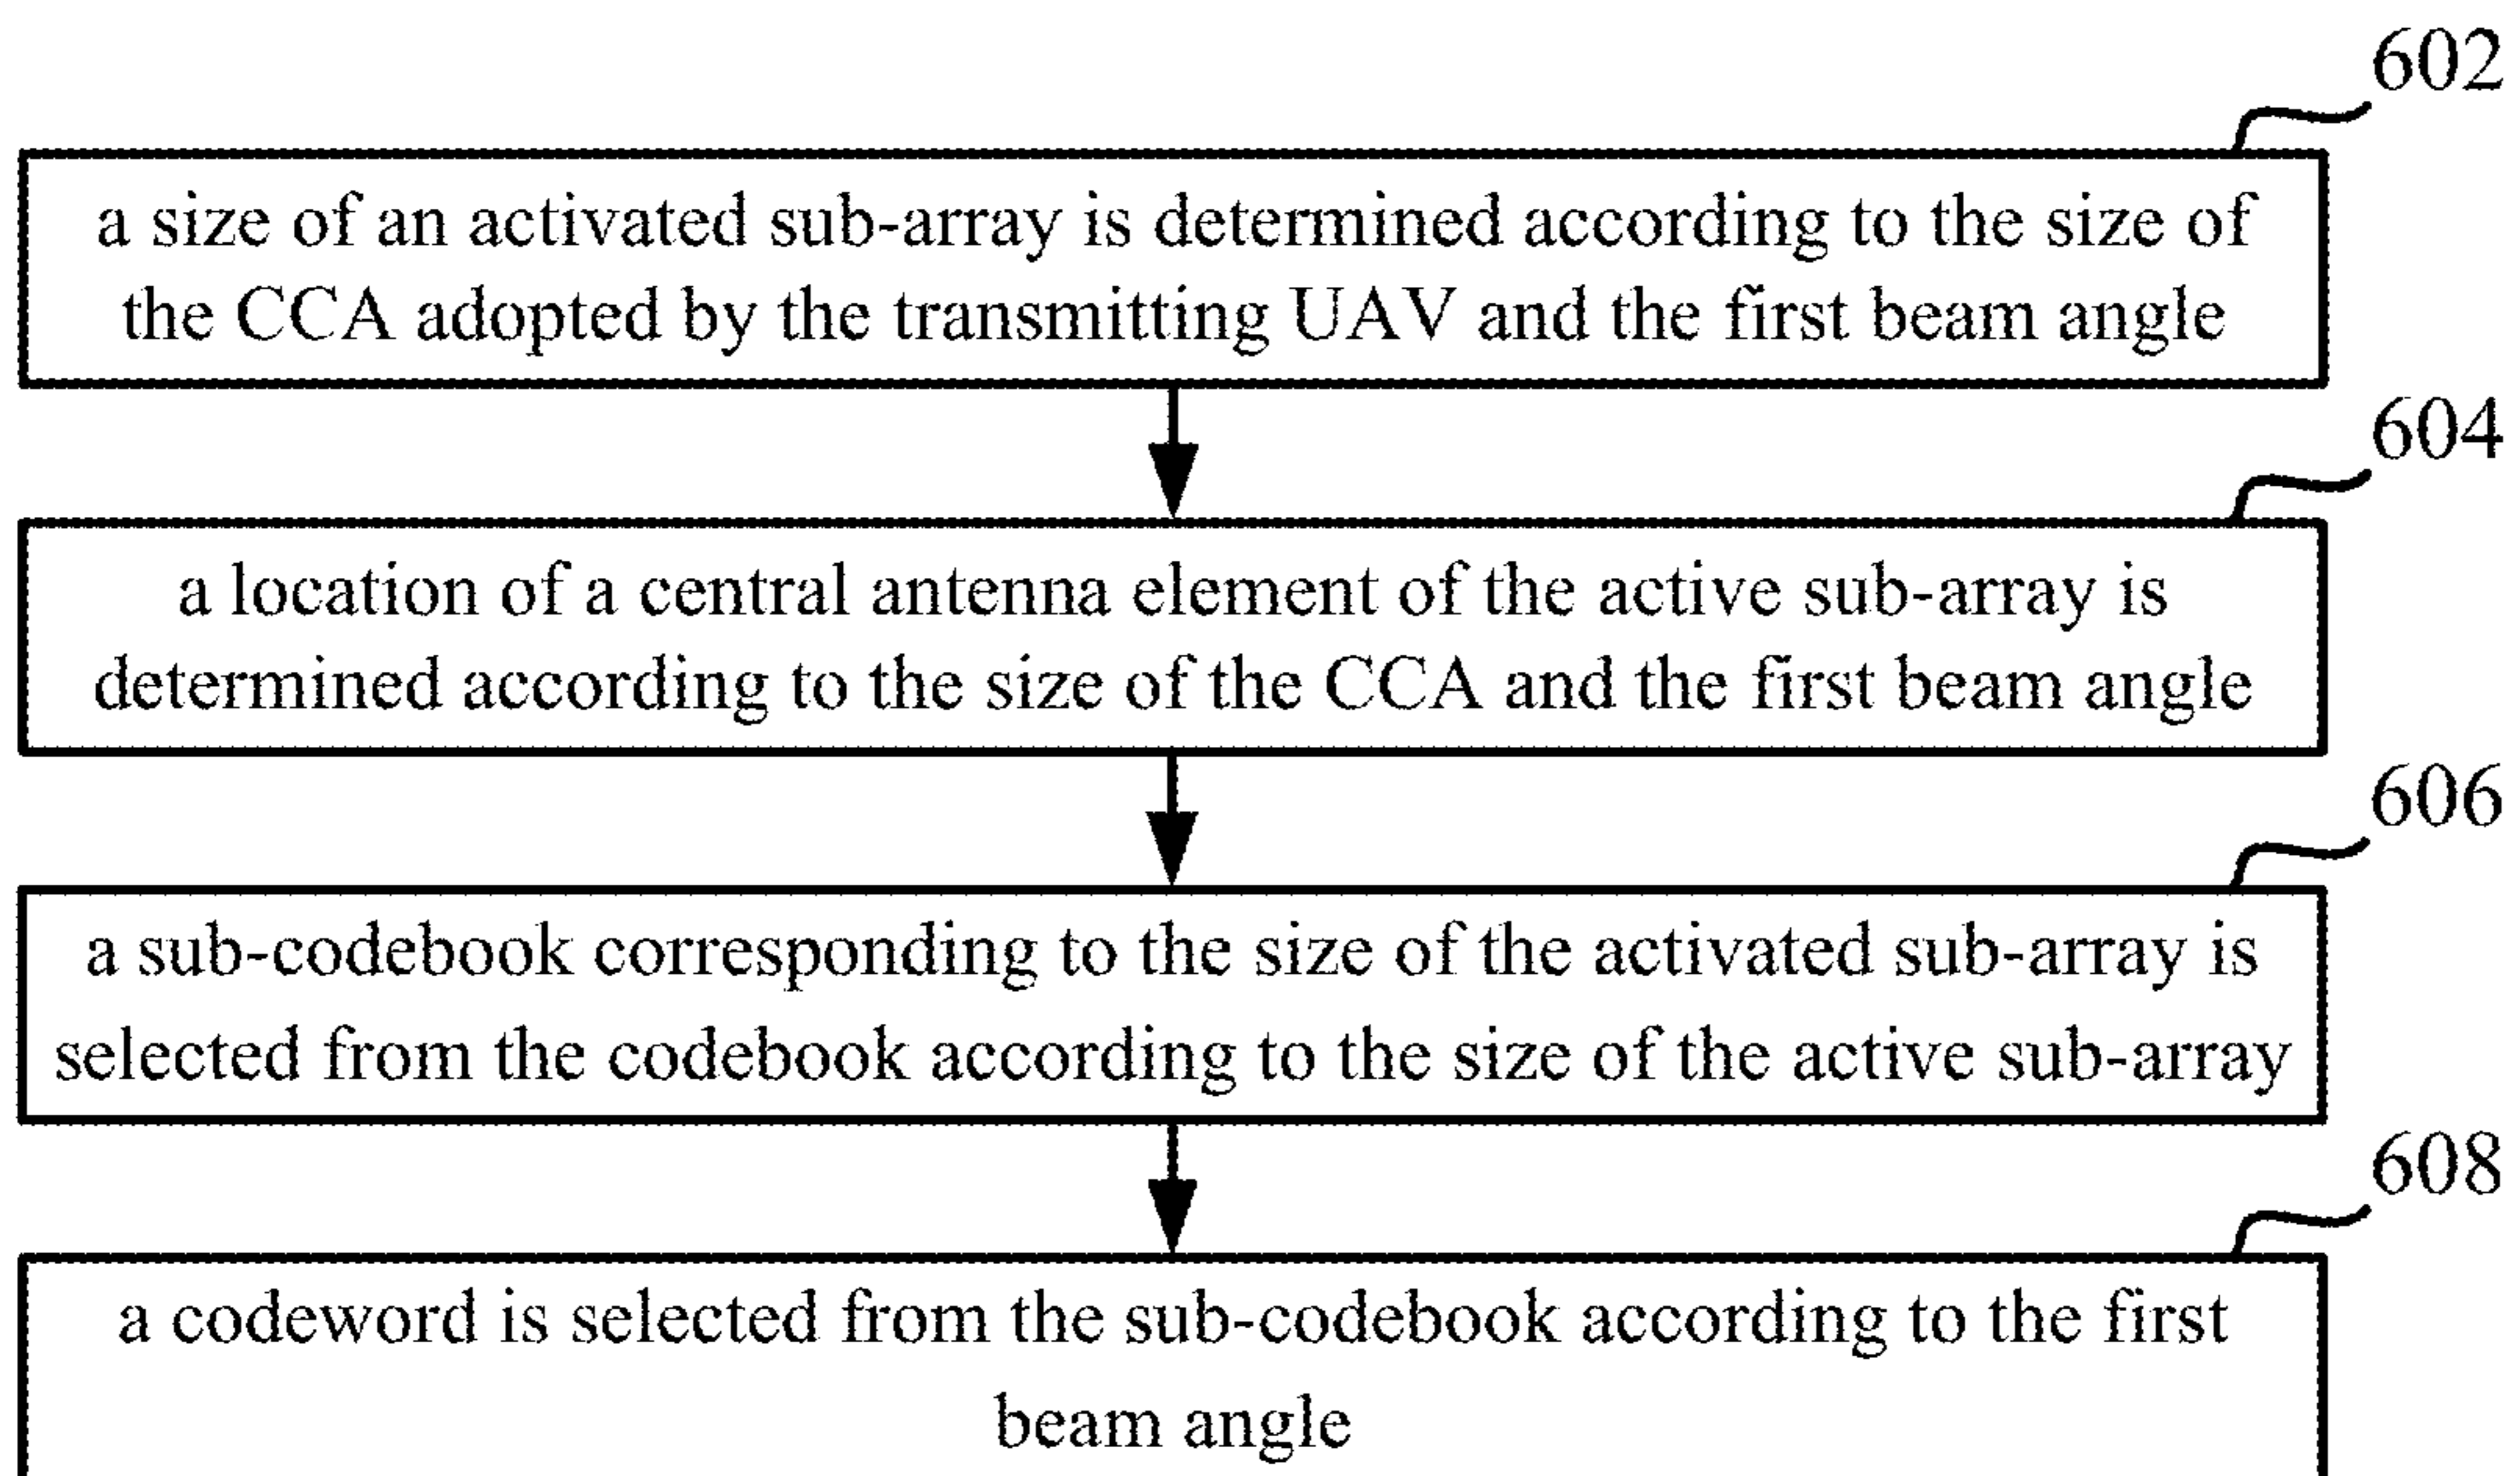 602
a size of an activated sub-array is determined according to the size of
the CCA adopted by the transmitting UAV and the first beam angle
604
a location of a central antenna element of the active sub-array is
determined according to the size of the CCA and the first beam angle
606
a sub-codebook corresponding to the size of the activated sub-array is
selected from the codebook according to the size of the active sub-array
608
a codeword is selected from the sub-codebook according to the first
beam angle